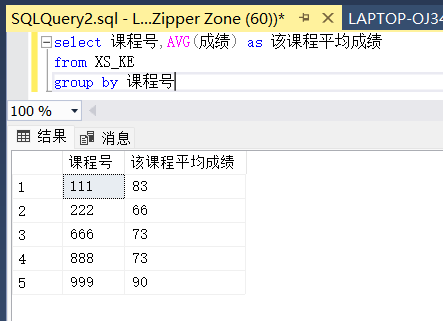 SQLQuery2.sql - L...Zipper Zone (60))*
LAPTOP-OJ34
select 课程号,AVG(成绩) as 该课程平均成绩
from XS_KE
group by 课程号
100 %
结果 消息
课程号 该课程平均成绩
1 111 83
2 222 66
3 666 73
4 888 73
5 999 90